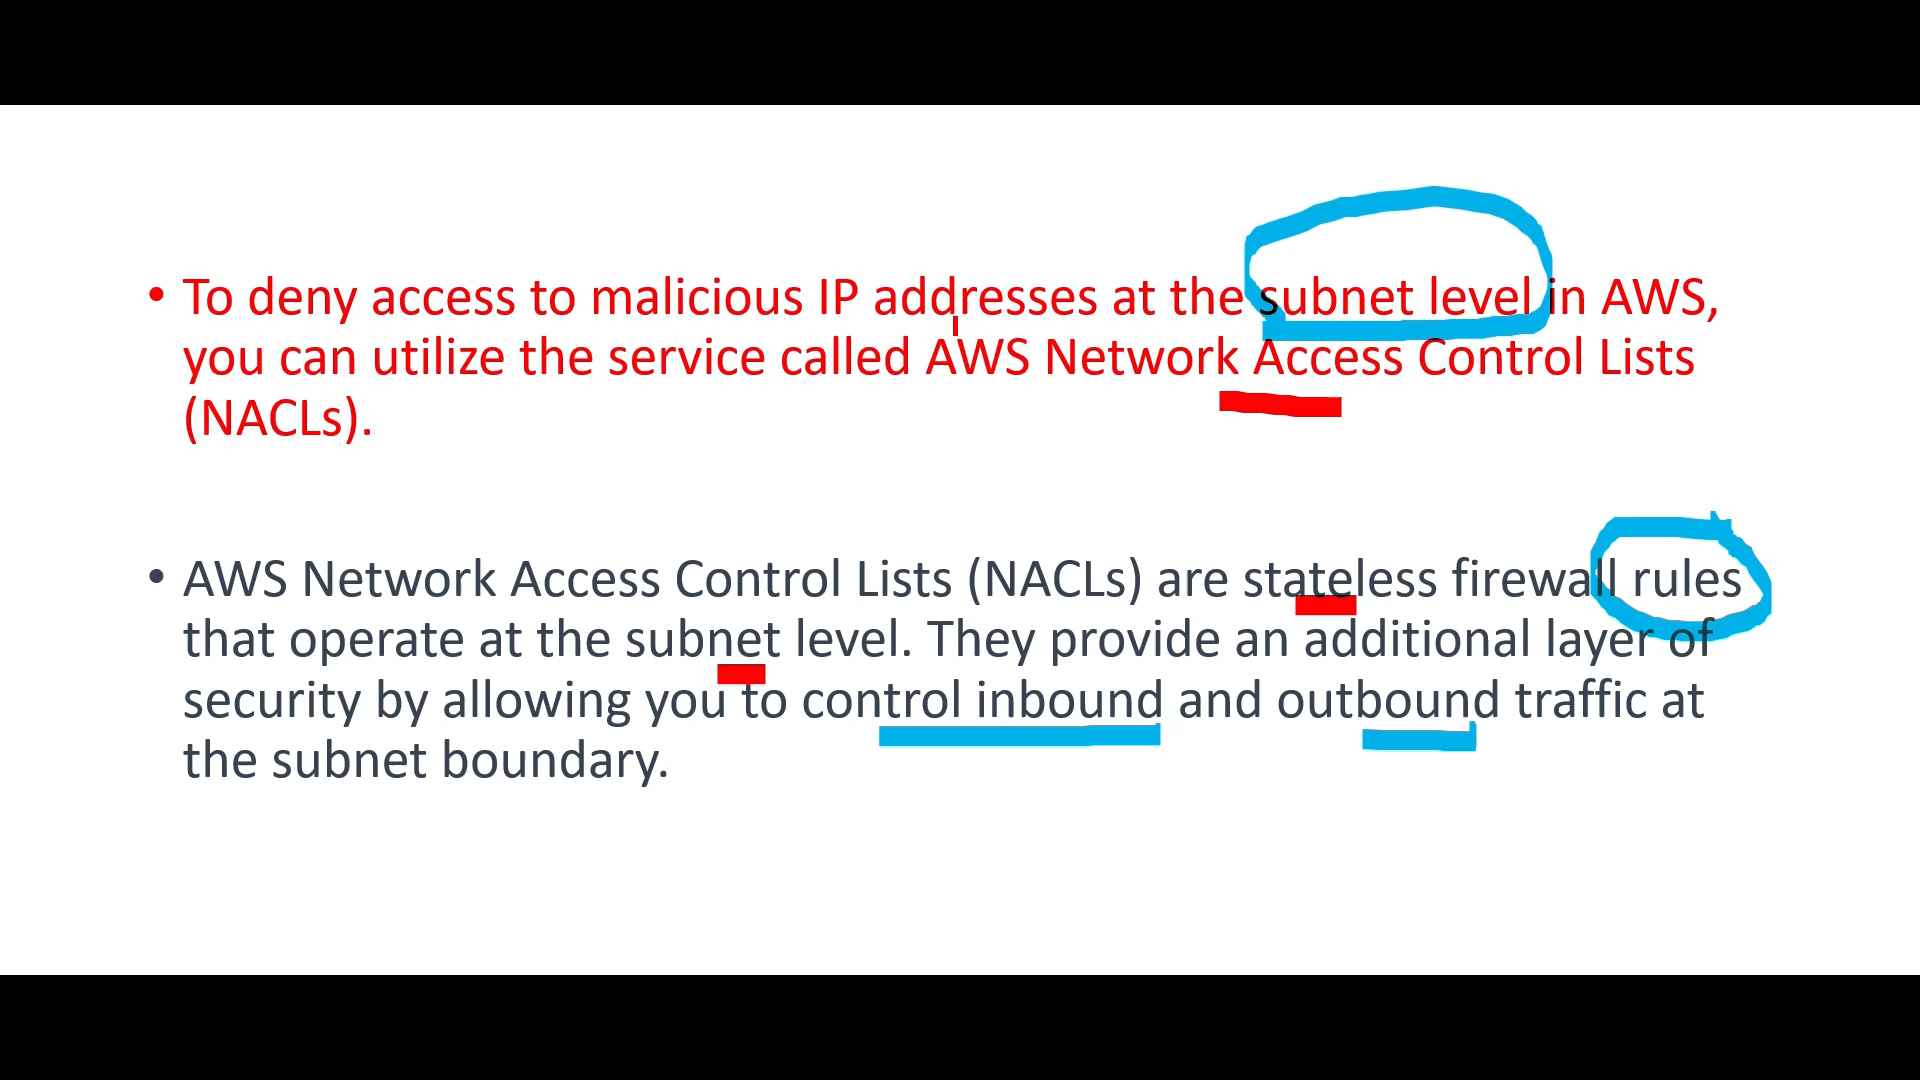 • To deny access to malicious IP addresses at the subnet level in AWS,
you can utilize the service called AWS Network Access Control Lists
(NACLs).
• AWS Network Access Control Lists (NACLs) are stateless firewall rules
that operate at the subnet level. They provide an additional layer of
security by allowing you to control inbound and outbound traffic at
the subnet boundary.